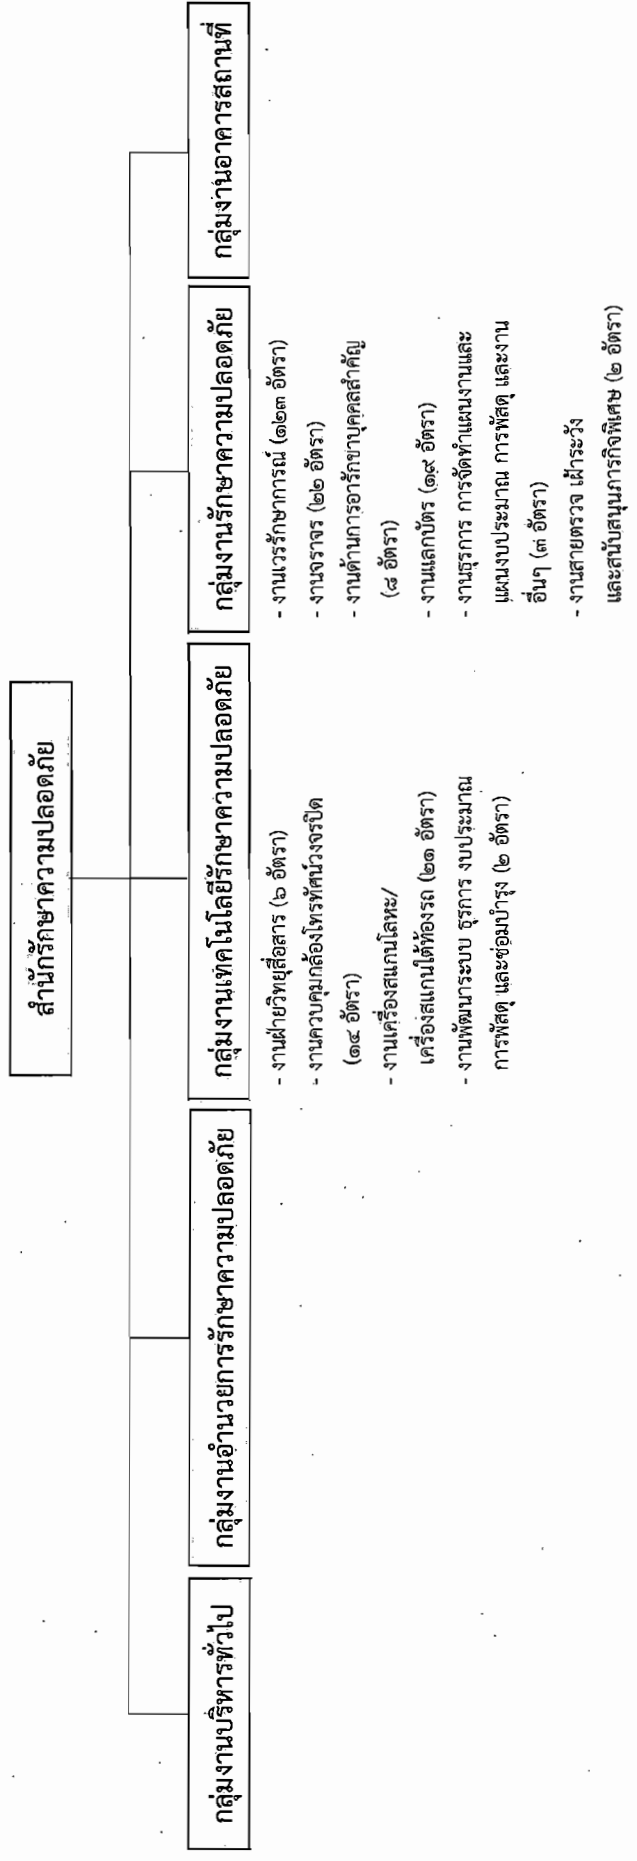 สำนักรักษาความปลอดภัย
กลุ่มงานบริหารทั่วไป
กลุ่มงานอำนวยการรักษาความปลอดภัย
กลุ่มงานเทคโนโลยีรักษาความปลอดภัย
- งานฝ่ายวิทยุสื่อสาร (๖ อัตรา)
- งานควบคุมกล้องโทรทัศน์วงจรปิด
(๑๔ อัตรา)
- งานเครื่องสแกนโลหะ/
เครื่องสแกนใต้ท้องรถ (๒๑ อัตรา)
- งานพัฒนาระบบ ธุรการ งบประมาณ
การพัสดุ และซ่อมบำรุง (๒ อัตรา)
กลุ่มงานรักษาความปลอดภัย
- งานเวรรักษาการณ์ (๑๒๓ อัตรา)
- งานจราจร (๒๒ อัตรา)
- งานด้านการอารักขาบุคคลสำคัญ
(๘ อัตรา)
- งานแลกบัตร (๑๙ อัตรา)
- งานธุรการ การจัดทำแผนงานและ
แผนงบประมาณ การพัสดุ และงาน
อื่นๆ (๓ อัตรา)
- งานสายตรวจ เฝ้าระวัง
และสนับสนุนภารกิจพิเศษ (๒ อัตรา)
กลุ่มงานอาคารสถานที่